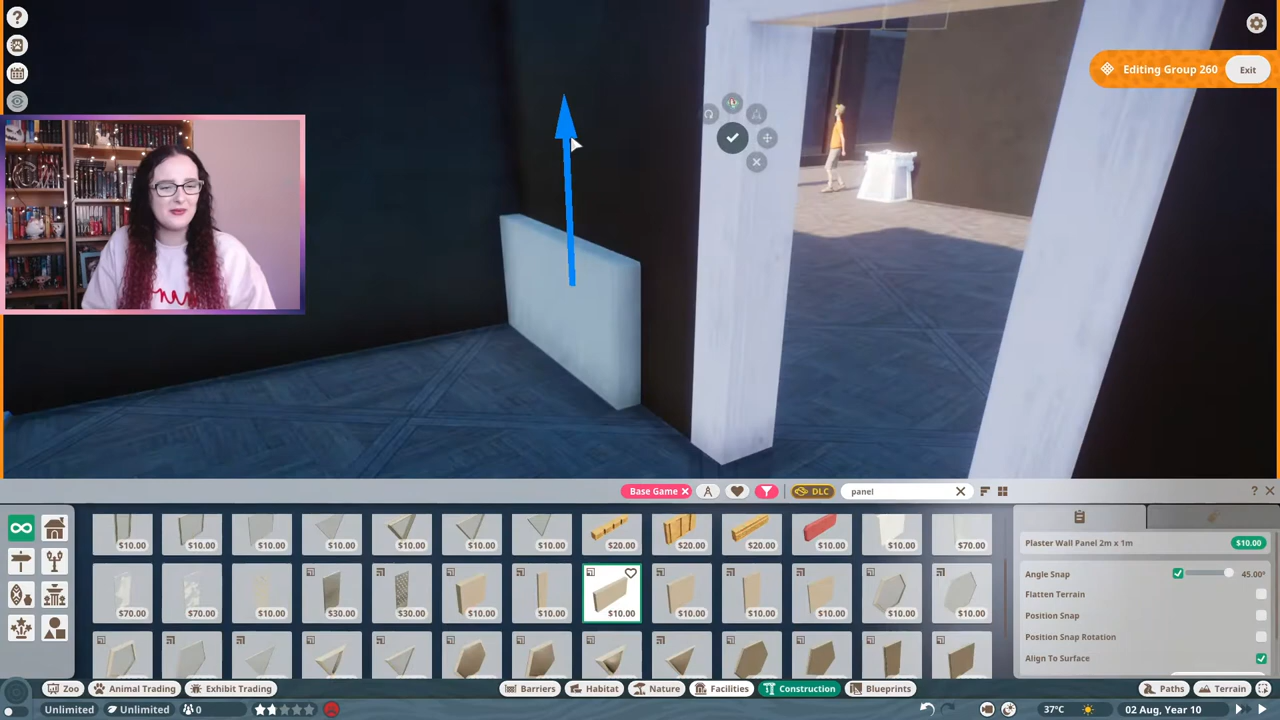 ?
Editing Group 260
Exit
Base Game
DLC
panel
?
$10.00 $10.00 $10.00 $10.00 $10.00 $10.00 $10.00 $20.00 $20.00 $20.00 $10.00 $10.00 $70.00
$70.00 $70.00 $10.00 $30.00 $30.00 $10.00 $10.00 $10.00 $10.00 $10.00 $10.00 $10.00 $10.00
Plaster Wall Panel 2m x 1m
$10.00
Angle Snap
45.00°
Flatten Terrain
Position Snap
Position Snap Rotation
Align To Surface
Zoo
Animal Trading
Exhibit Trading
Barriers
Habitat
Nature
Facilities
Construction
Blueprints
Paths
Terrain
Unlimited
Unlimited
0
37°C
02 Aug, Year 10